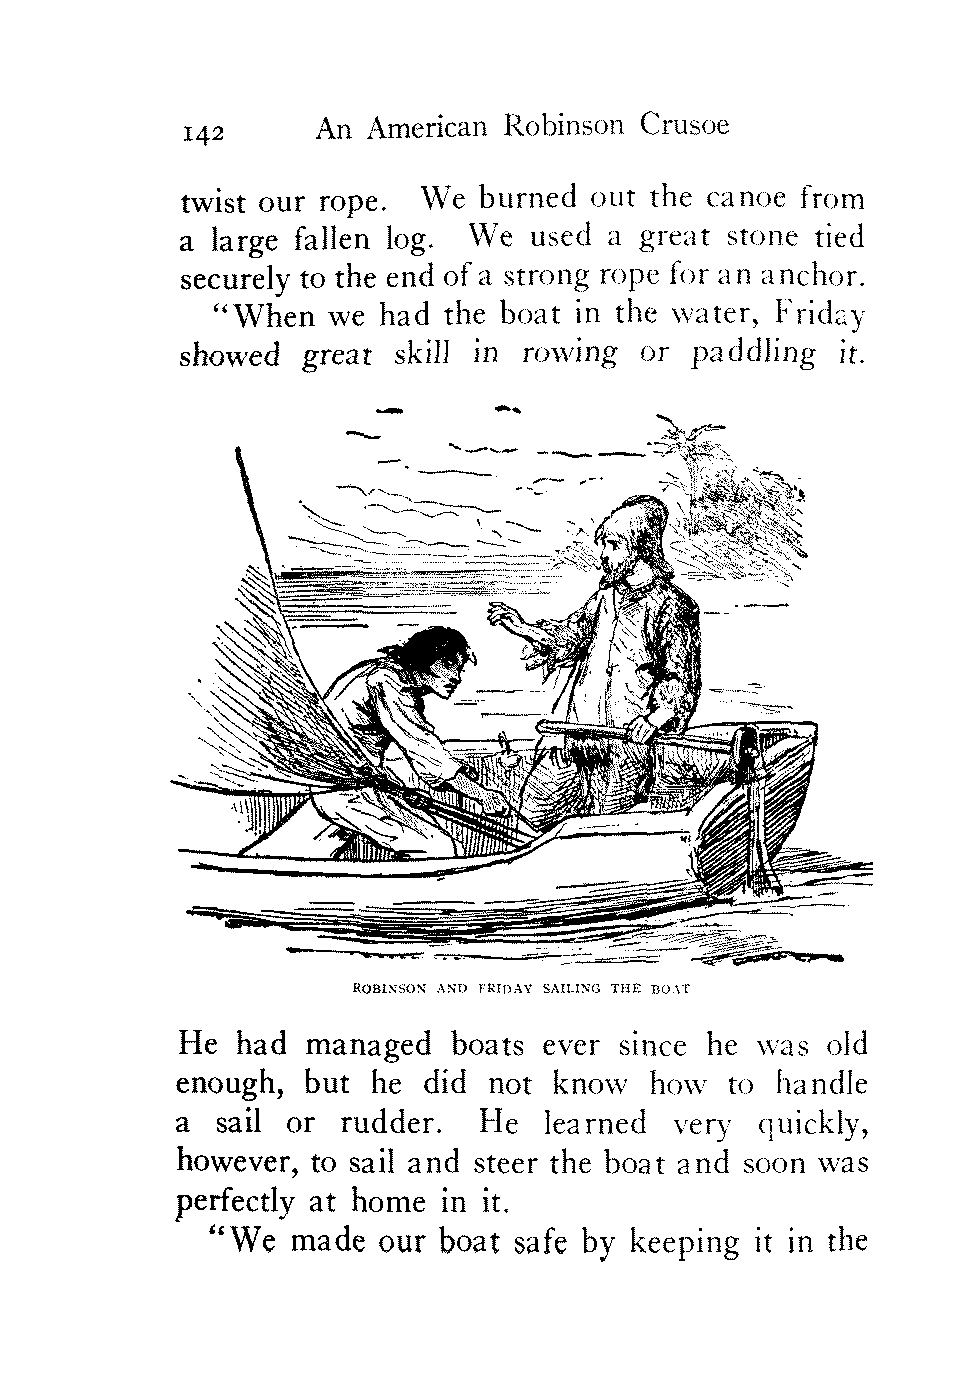 142 An American Robinson Crusoe
twist our rope. We burned out the canoe from
a large fallen log. We used a great stone tied
securely to the end of a strong rope for an anchor.
“When we had the boat in the water, Friday
showed great skill in rowing or paddling it.
ROBINSON AND FRIDAY SAILING THE BOAT
He had managed boats ever since he was old
enough, but he did not know how to handle
a sail or rudder. He learned very quickly,
however, to sail and steer the boat and soon was
perfectly at home in it.
“We made our boat safe by keeping it in the